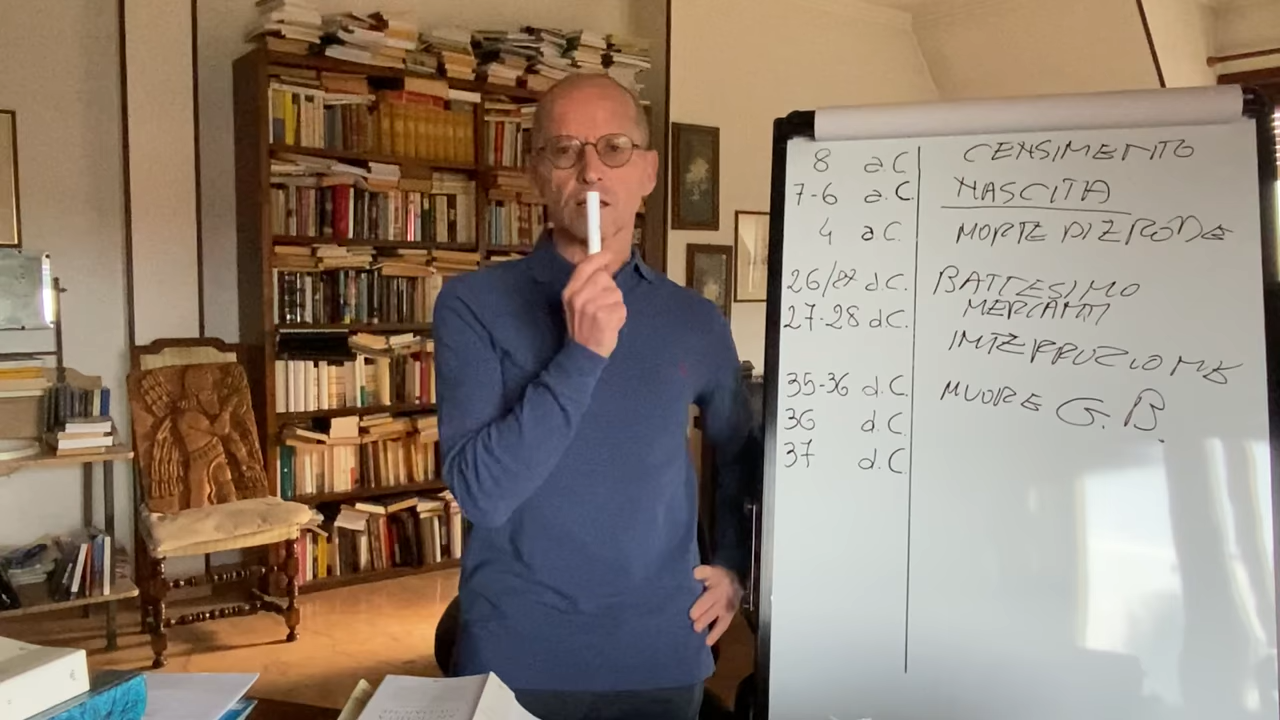 8 a.C CENSIMENTO
7-6 a.C. NASCITA
4 a.C. MORTE DI ERODE
26/27 d.C. BATTESIMO
27-28 d.C. MERCANTI
INTERRUZIONE
35-36 d.C. MUORE G.B.
36 d.C.
37 d.C.